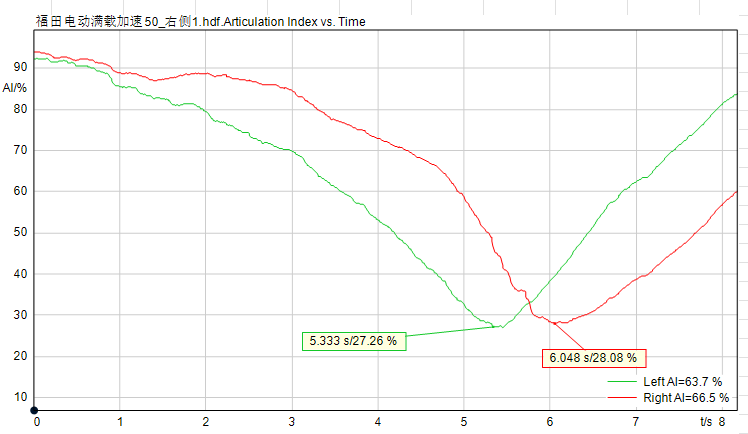 福田电动满载加速50_右侧1.hdf.Articulation Index vs. Time
90
AI/%
80
70
60
50
40
30
20
10
5.333 s/27.26 %
6.048 s/28.08 %
Left AI=63.7 %
Right AI=66.5 %
0 1 2 3 4 5 6 7 t/s 8